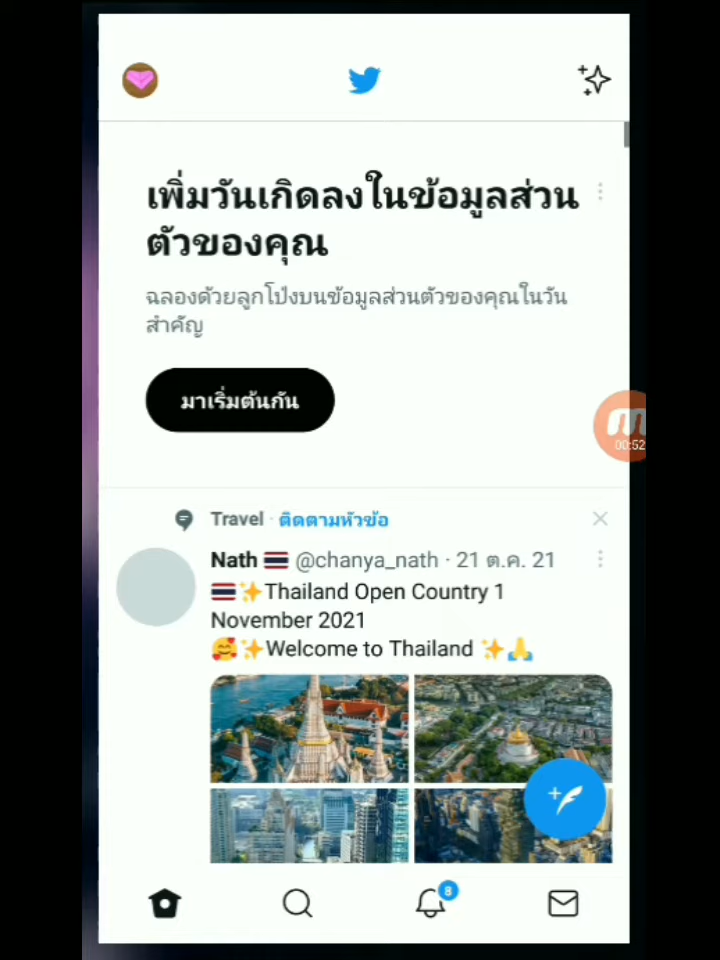 เพิ่มวันเกิดลงในข้อมูลส่วน
ตัวของคุณ
ฉลองด้วยลูกโป่งบนข้อมูลส่วนตัวของคุณในวัน
สำคัญ
มาเริ่มต้นกัน
00:52
Travel · ติดตามหัวข้อ
Nath 🇹🇭 @chanya_nath · 21 ต.ค. 21
🇹🇭✨Thailand Open Country 1
November 2021
🥰✨Welcome to Thailand ✨🙏
8